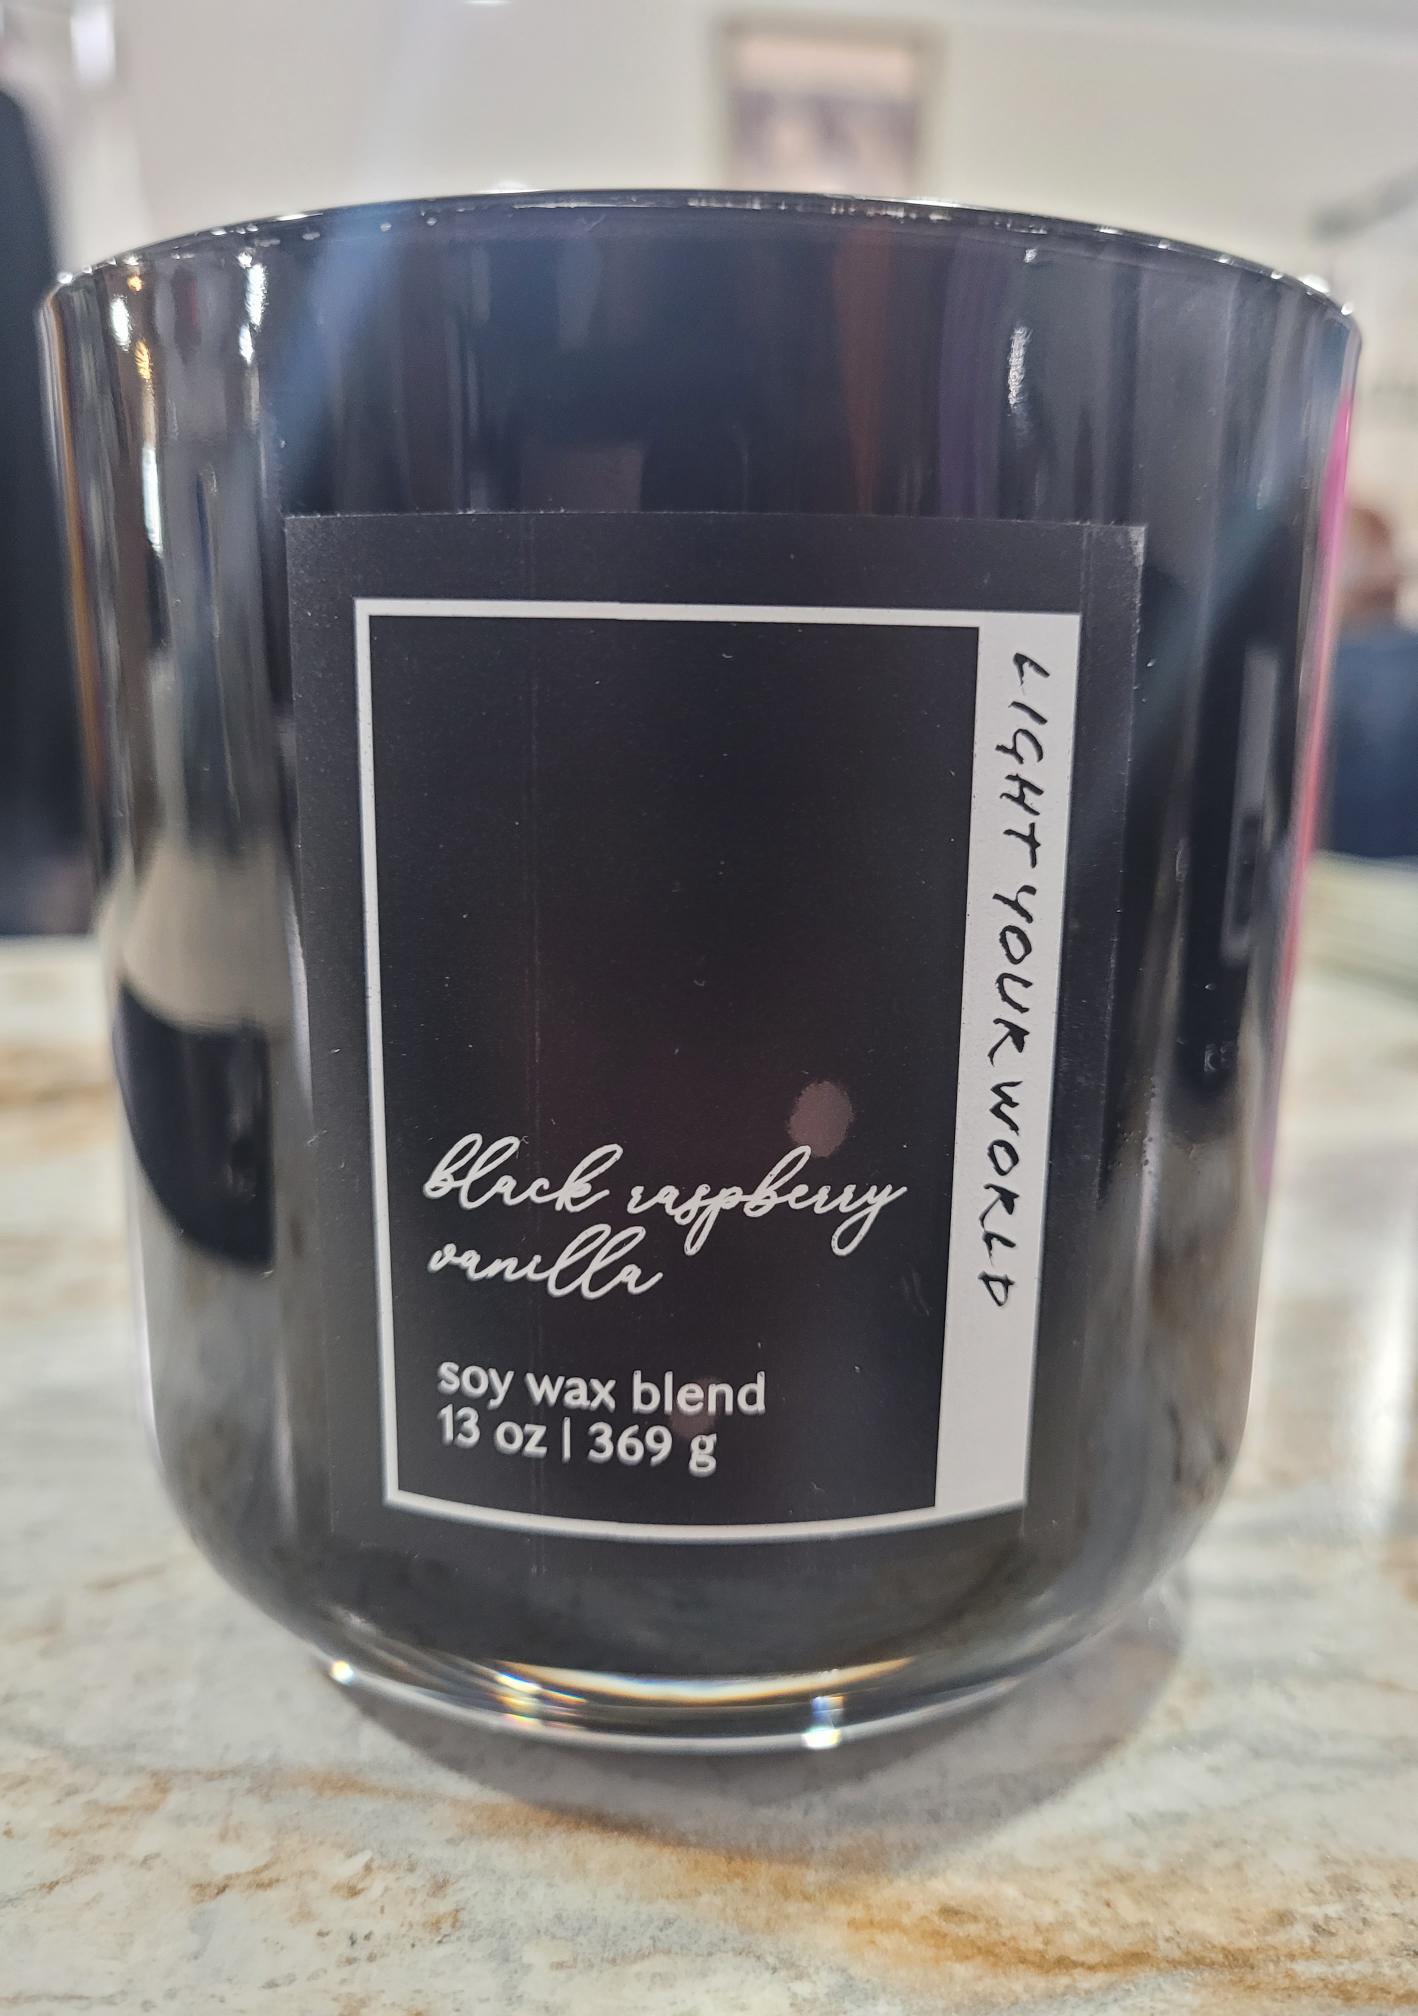 black raspberry
vanilla
soy wax blend
13 oz | 369 g
LIGHT YOUR WORLD